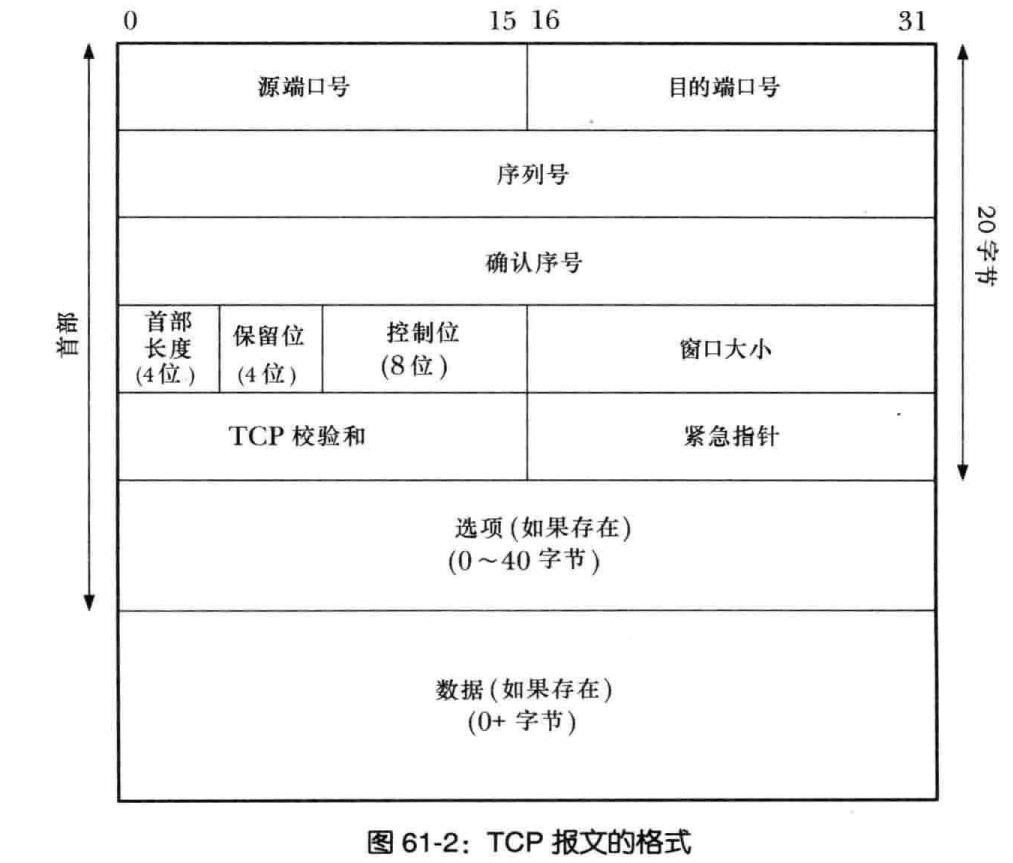 0 15 16 31
源端口号 目的端口号
序列号
确认序号
首部
长度
(4位)
保留位
(4位)
控制位
(8位)
窗口大小
TCP 校验和 紧急指针
选项(如果存在)
(0～40 字节)
数据(如果存在)
(0+ 字节)
首部
20 字节
图 61-2：TCP 报文的格式